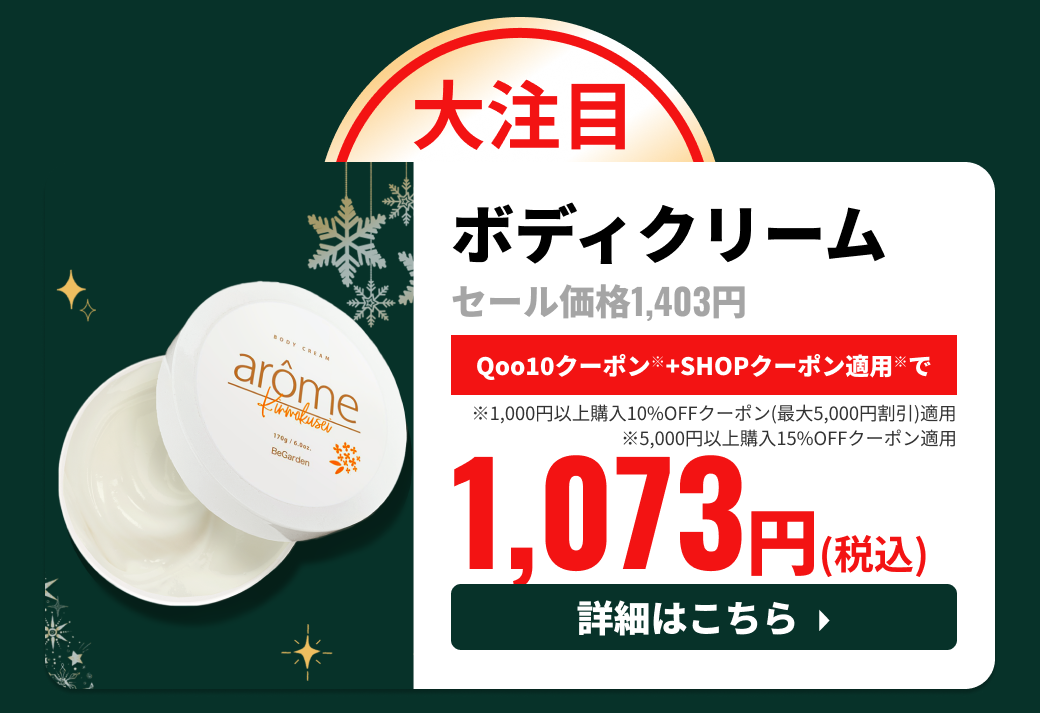 大注目
ボディクリーム
セール価格1,403円
Qoo10クーポン※+SHOPクーポン適用※で
※1,000円以上購入10%OFFクーポン(最大5,000円割引)適用
※5,000円以上購入15%OFFクーポン適用
1,073円(税込)
詳細はこちら
BODY CREAM
arôme
Kinmokusei
170g / 6.0oz.
BeGarden